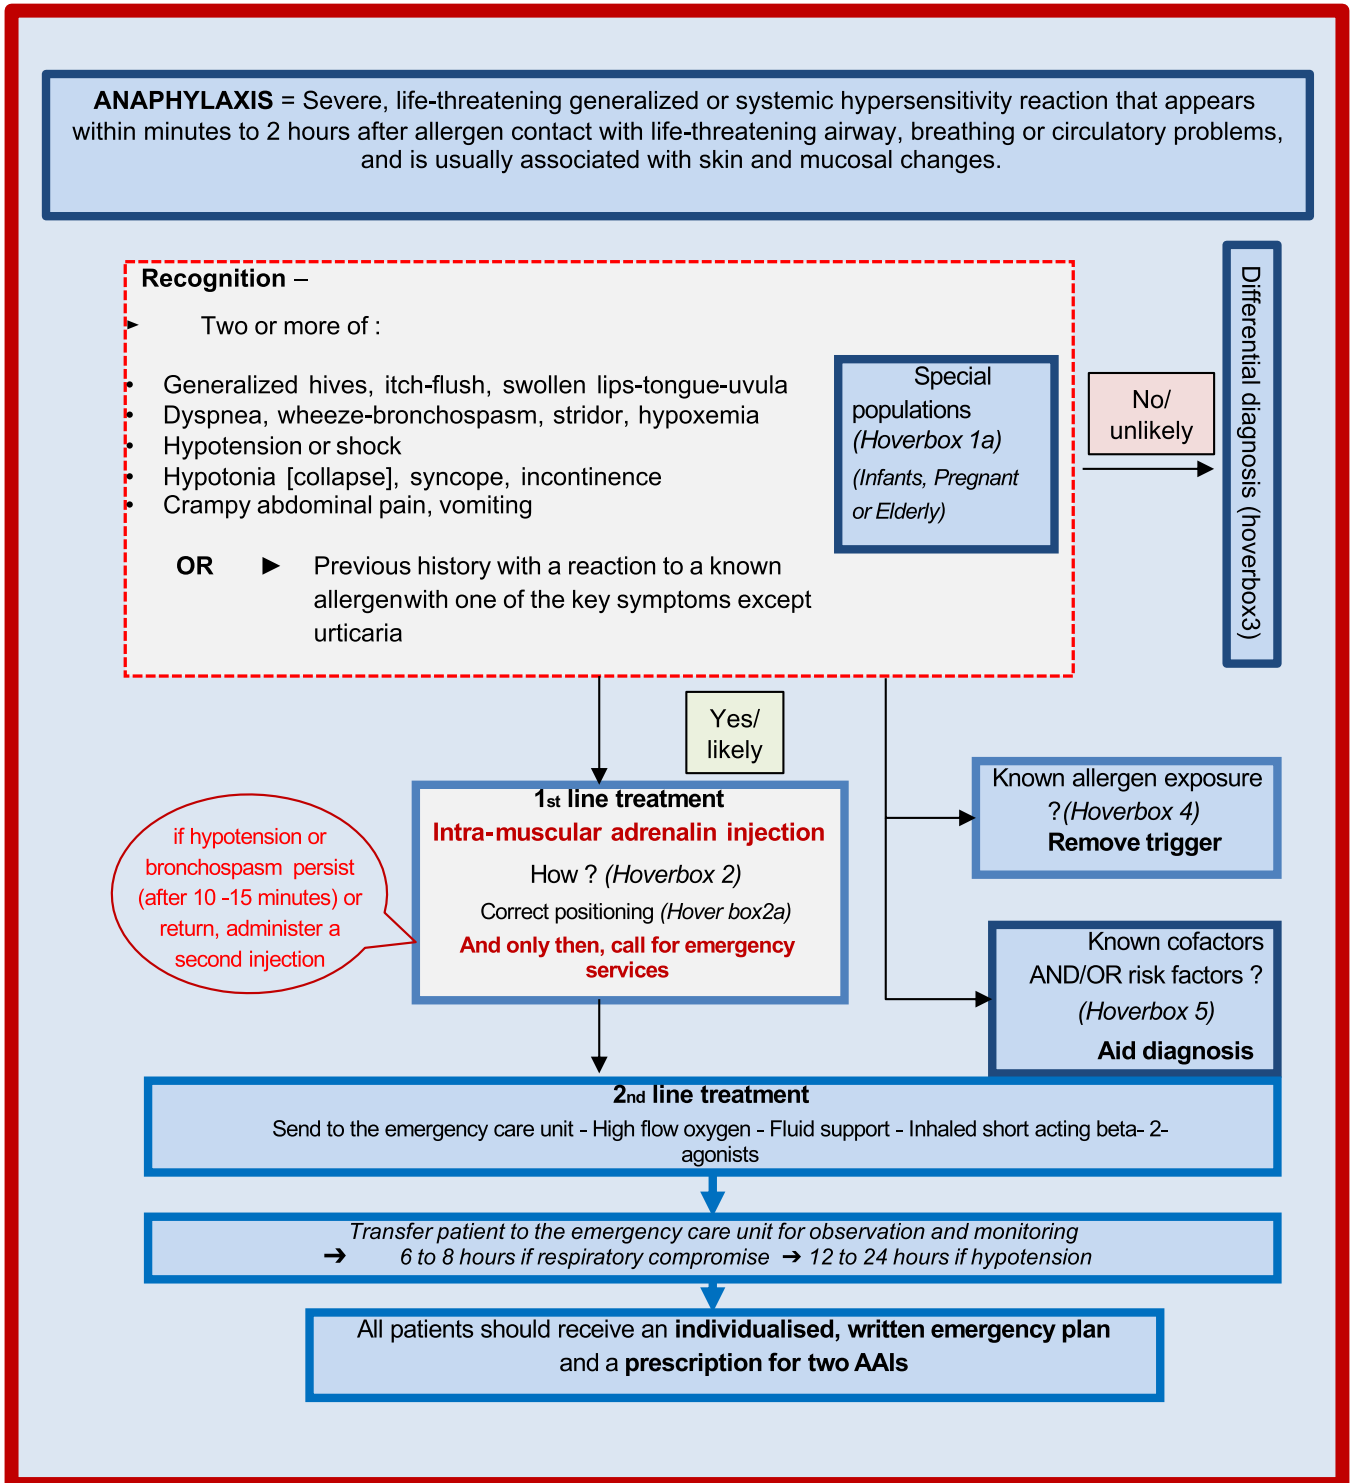 ANAPHYLAXIS = Severe, life-threatening generalized or systemic hypersensitivity reaction that appears
within minutes to 2 hours after allergen contact with life-threatening airway, breathing or circulatory problems,
and is usually associated with skin and mucosal changes.
Recognition –
► Two or more of :
• Generalized hives, itch-flush, swollen lips-tongue-uvula
• Dyspnea, wheeze-bronchospasm, stridor, hypoxemia
• Hypotension or shock
• Hypotonia [collapse], syncope, incontinence
• Crampy abdominal pain, vomiting
OR ► Previous history with a reaction to a known
allergenwith one of the key symptoms except
urticaria
Special
populations
(Hoverbox 1a)
(Infants, Pregnant
or Elderly)
No/
unlikely
Differential diagnosis (hoverbox3)
Yes/
likely
1st line treatment
Intra-muscular adrenalin injection
How ? (Hoverbox 2)
Correct positioning (Hover box2a)
And only then, call for emergency
services
if hypotension or
bronchospasm persist
(after 10 -15 minutes) or
return, administer a
second injection
Known allergen exposure
?(Hoverbox 4)
Remove trigger
Known cofactors
AND/OR risk factors ?
(Hoverbox 5)
Aid diagnosis
2nd line treatment
Send to the emergency care unit - High flow oxygen - Fluid support - Inhaled short acting beta- 2-
agonists
Transfer patient to the emergency care unit for observation and monitoring
➔ 6 to 8 hours if respiratory compromise ➔ 12 to 24 hours if hypotension
All patients should receive an individualised, written emergency plan
and a prescription for two AAIs